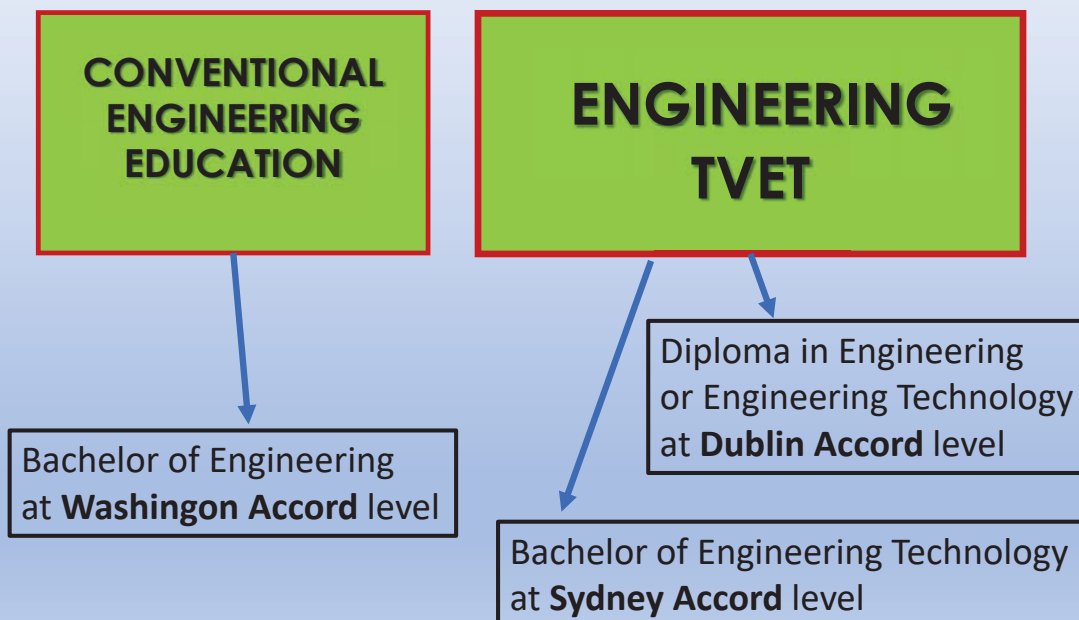 CONVENTIONAL
ENGINEERING
EDUCATION
ENGINEERING
TVET
Diploma in Engineering
or Engineering Technology
at Dublin Accord level
Bachelor of Engineering
at Washingon Accord level
Bachelor of Engineering Technology
at Sydney Accord level